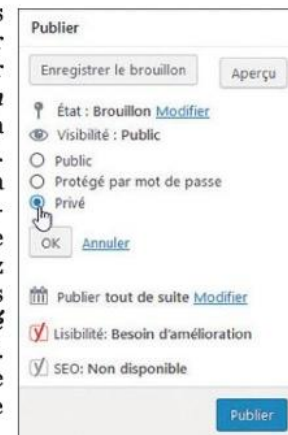 Publier
Enregistrer le brouillon
Aperçu
État : Brouillon Modifier
Visibilité : Public
Public
Protégé par mot de passe
Privé
OK Annuler
Publier tout de suite Modifier
Lisibilité: Besoin d'amélioration
SEO: Non disponible
Publier